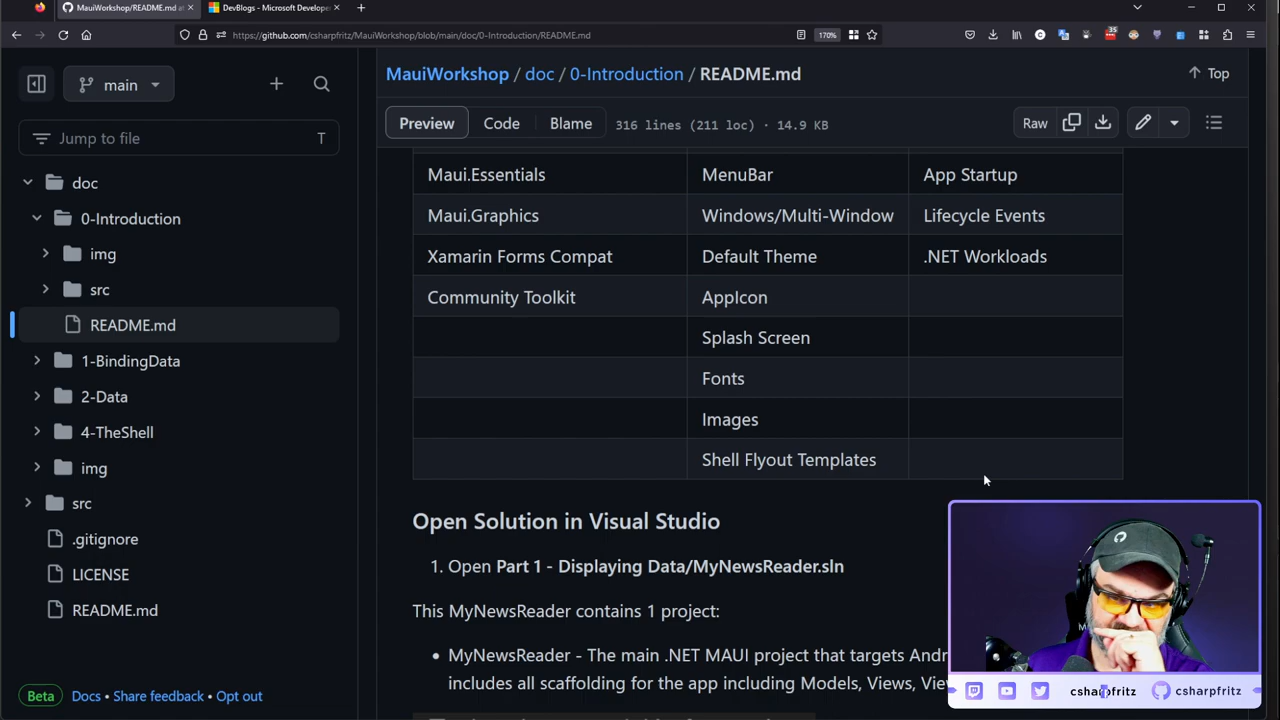 MauiWorkshop/README.md at
DevBlogs - Microsoft Develope
https://github.com/csharpfritz/MauiWorkshop/blob/main/doc/0-Introduction/README.md
170%
35
main
MauiWorkshop / doc / 0-Introduction / README.md
Top
Jump to file
T
Preview
Code
Blame
316 lines (211 loc) · 14.9 KB
Raw
doc
0-Introduction
img
src
README.md
1-BindingData
2-Data
4-TheShell
img
src
.gitignore
LICENSE
README.md
Beta Docs · Share feedback · Opt out
Maui.Essentials MenuBar App Startup
Maui.Graphics Windows/Multi-Window Lifecycle Events
Xamarin Forms Compat Default Theme .NET Workloads
Community Toolkit AppIcon
Splash Screen
Fonts
Images
Shell Flyout Templates
Open Solution in Visual Studio
1. Open Part 1 - Displaying Data/MyNewsReader.sln
This MyNewsReader contains 1 project:
• MyNewsReader - The main .NET MAUI project that targets Andr
includes all scaffolding for the app including Models, Views, Vie
csharpfritz
csharpfritz